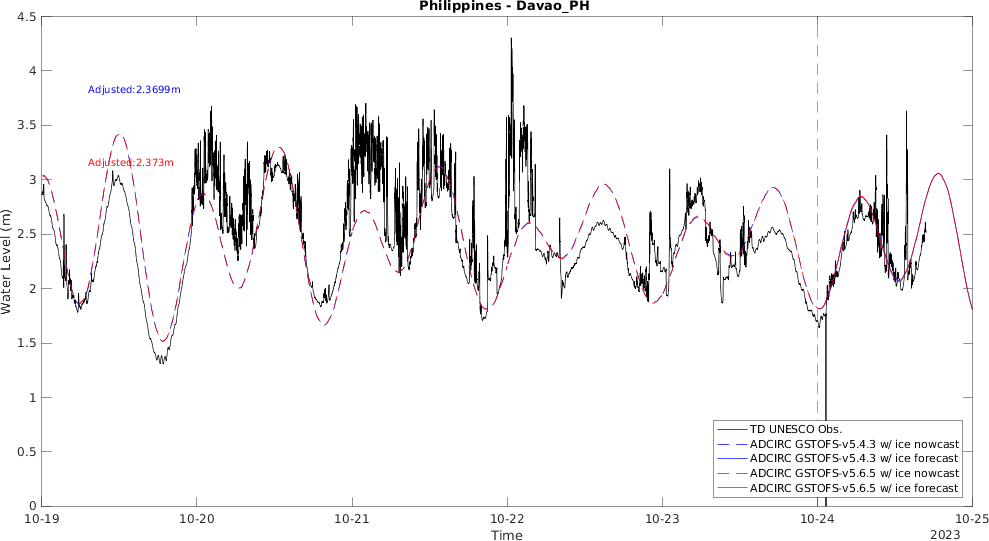 Philippines - Davao_PH
4.5
4
3.5
3
2.5
2
1.5
1
0.5
0
Water Level (m)
Adjusted:2.3699m
Adjusted:2.373m
TD UNESCO Obs.
ADCIRC GSTOFS-v5.4.3 w/ ice nowcast
ADCIRC GSTOFS-v5.4.3 w/ ice forecast
ADCIRC GSTOFS-v5.6.5 w/ ice nowcast
ADCIRC GSTOFS-v5.6.5 w/ ice forecast
10-19 10-20 10-21 10-22 10-23 10-24 10-25
Time
2023